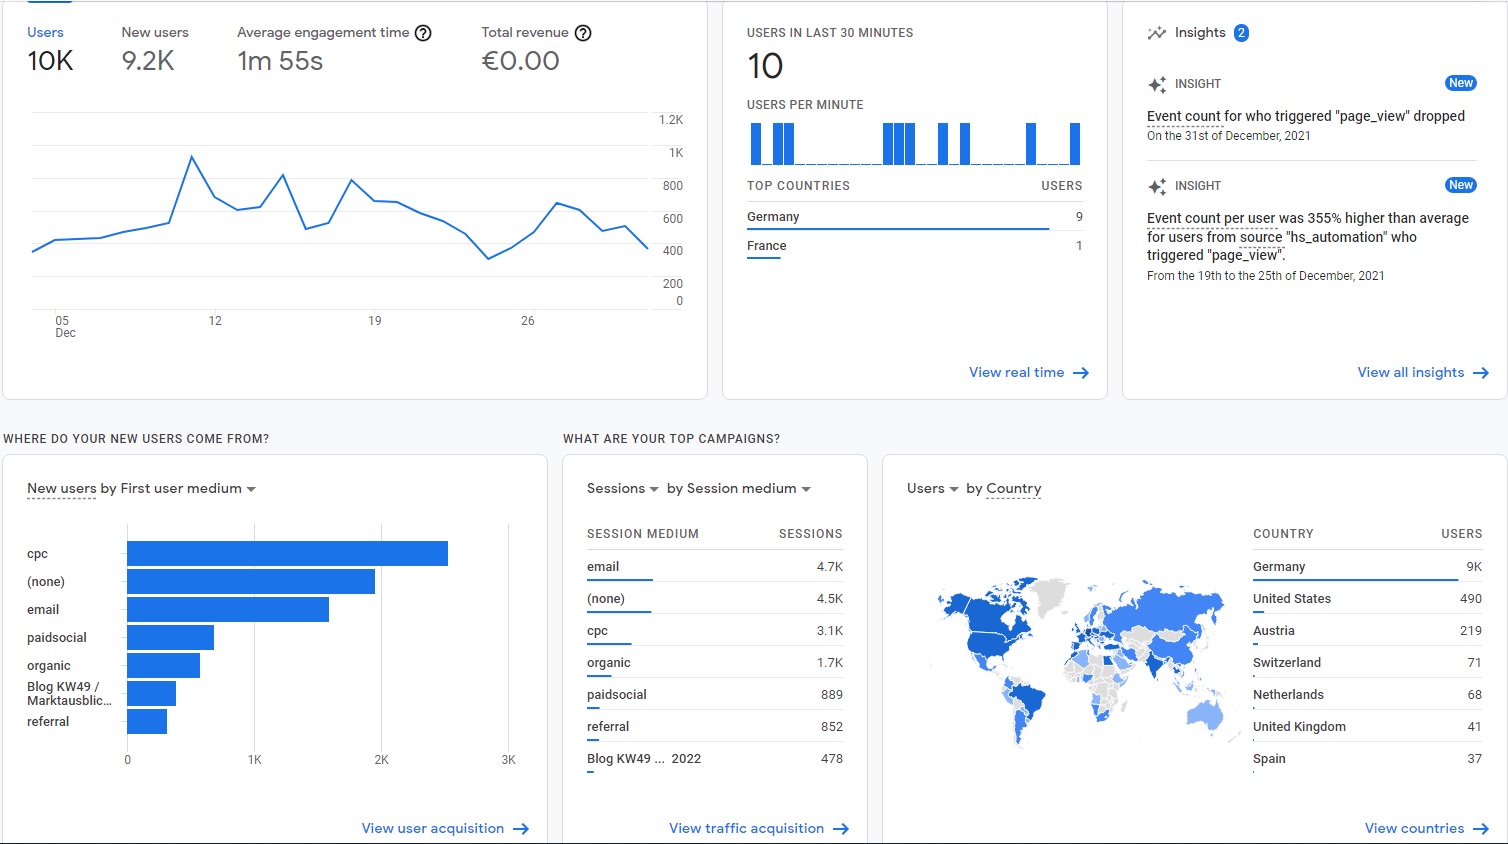 Users
New users
Average engagement time
Total revenue
10K
9.2K
1m 55s
€0.00
1.2K
1K
800
600
400
200
0
05
Dec
12
19
26
USERS IN LAST 30 MINUTES
10
USERS PER MINUTE
TOP COUNTRIES USERS
Germany 9
France 1
View real time
Insights 2
INSIGHT New
Event count for who triggered "page_view" dropped
On the 31st of December, 2021
INSIGHT New
Event count per user was 355% higher than average
for users from source "hs_automation" who
triggered "page_view".
From the 19th to the 25th of December, 2021
View all insights
WHERE DO YOUR NEW USERS COME FROM?
New users by First user medium
cpc
(none)
email
paidsocial
organic
Blog KW49 /
Marktausblic...
referral
0 1K 2K 3K
View user acquisition
WHAT ARE YOUR TOP CAMPAIGNS?
Sessions by Session medium
SESSION MEDIUM SESSIONS
email 4.7K
(none) 4.5K
cpc 3.1K
organic 1.7K
paidsocial 889
referral 852
Blog KW49 ... 2022 478
View traffic acquisition
Users by Country
COUNTRY USERS
Germany 9K
United States 490
Austria 219
Switzerland 71
Netherlands 68
United Kingdom 41
Spain 37
View countries